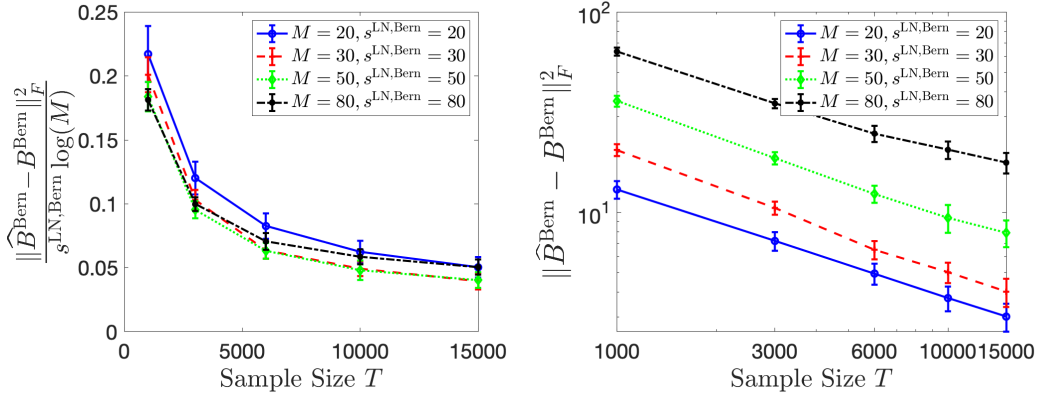 0.25
0.2
0.15
0.1
0.05
0
0 5000 10000 15000
Sample Size T
||B̂^Bern − B^Bern||²_F
s^LN,Bern log(M)
M = 20, s^LN,Bern = 20
M = 30, s^LN,Bern = 30
M = 50, s^LN,Bern = 50
M = 80, s^LN,Bern = 80
10²
10¹
1000 3000 6000 10000 15000
Sample Size T
||B̂^Bern − B^Bern||²_F
M = 20, s^LN,Bern = 20
M = 30, s^LN,Bern = 30
M = 50, s^LN,Bern = 50
M = 80, s^LN,Bern = 80